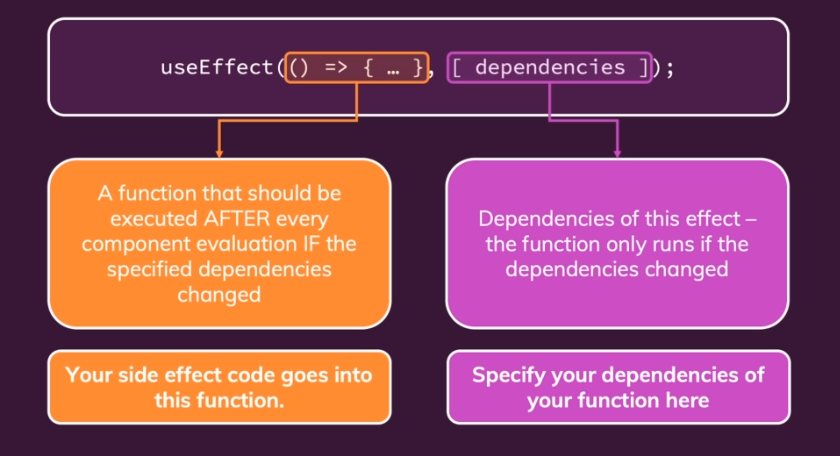 useEffect(() => { … }, [ dependencies ]);
A function that should be
executed AFTER every
component evaluation IF the
specified dependencies
changed
Dependencies of this effect –
the function only runs if the
dependencies changed
Your side effect code goes into
this function.
Specify your dependencies of
your function here